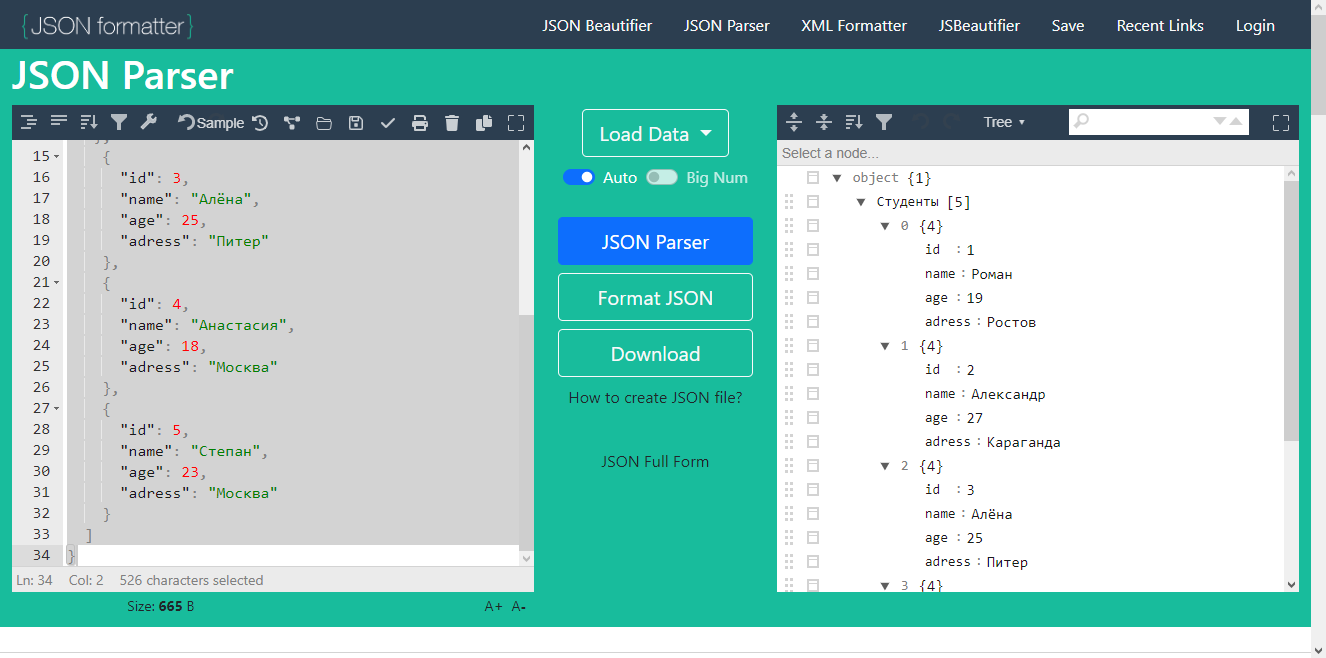 {JSON formatter}
JSON Beautifier JSON Parser XML Formatter JSBeautifier Save Recent Links Login
JSON Parser
Sample
15 {
16 "id": 3,
17 "name": "Алёна",
18 "age": 25,
19 "adress": "Питер"
20 },
21 {
22 "id": 4,
23 "name": "Анастасия",
24 "age": 18,
25 "adress": "Москва"
26 },
27 {
28 "id": 5,
29 "name": "Степан",
30 "age": 23,
31 "adress": "Москва"
32 }
33 ]
34 }
Ln: 34 Col: 2 526 characters selected
Size: 665 B
A+ A-
Load Data
Auto Big Num
JSON Parser
Format JSON
Download
How to create JSON file?
JSON Full Form
Tree
Select a node...
object {1}
Студенты [5]
0 {4}
id : 1
name : Роман
age : 19
adress : Ростов
1 {4}
id : 2
name : Александр
age : 27
adress : Караганда
2 {4}
id : 3
name : Алёна
age : 25
adress : Питер
3 {4}